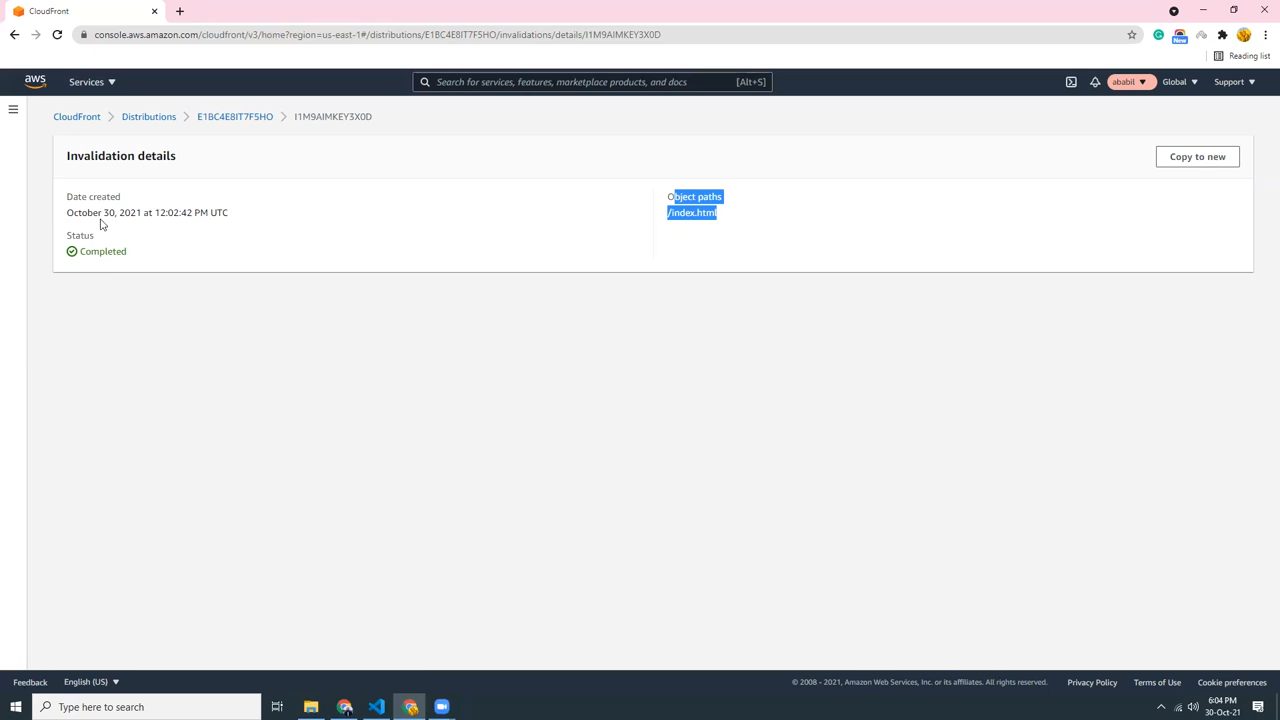 CloudFront
console.aws.amazon.com/cloudfront/v3/home?region=us-east-1#/distributions/E1BC4E8IT7F5HO/invalidations/details/I1M9AIMKEY3X0D
New
Reading list
aws Services Search for services, features, marketplace products, and docs [Alt+S] ababil Global Support
CloudFront Distributions E1BC4E8IT7F5HO I1M9AIMKEY3X0D
Invalidation details Copy to new
Date created
October 30, 2021 at 12:02:42 PM UTC
Status
Completed
Object paths
/index.html
Feedback English (US) © 2008 - 2021, Amazon Web Services, Inc. or its affiliates. All rights reserved. Privacy Policy Terms of Use Cookie preferences
Type here to search
6:04 PM
30-Oct-21